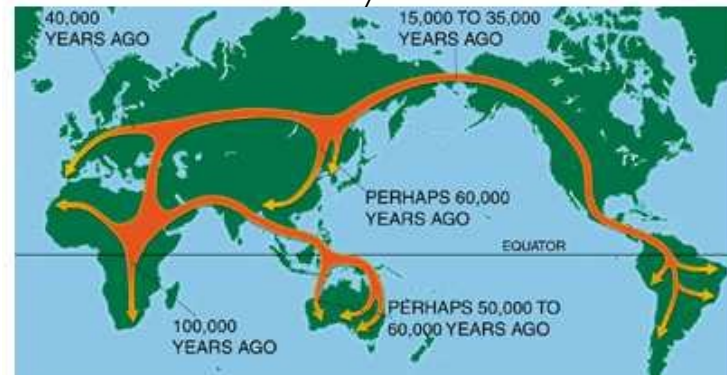 40,000
YEARS AGO
15,000 TO 35,000
YEARS AGO
PERHAPS 60,000
YEARS AGO
EQUATOR
100,000
YEARS AGO
PERHAPS 50,000 TO
60,000 YEARS AGO